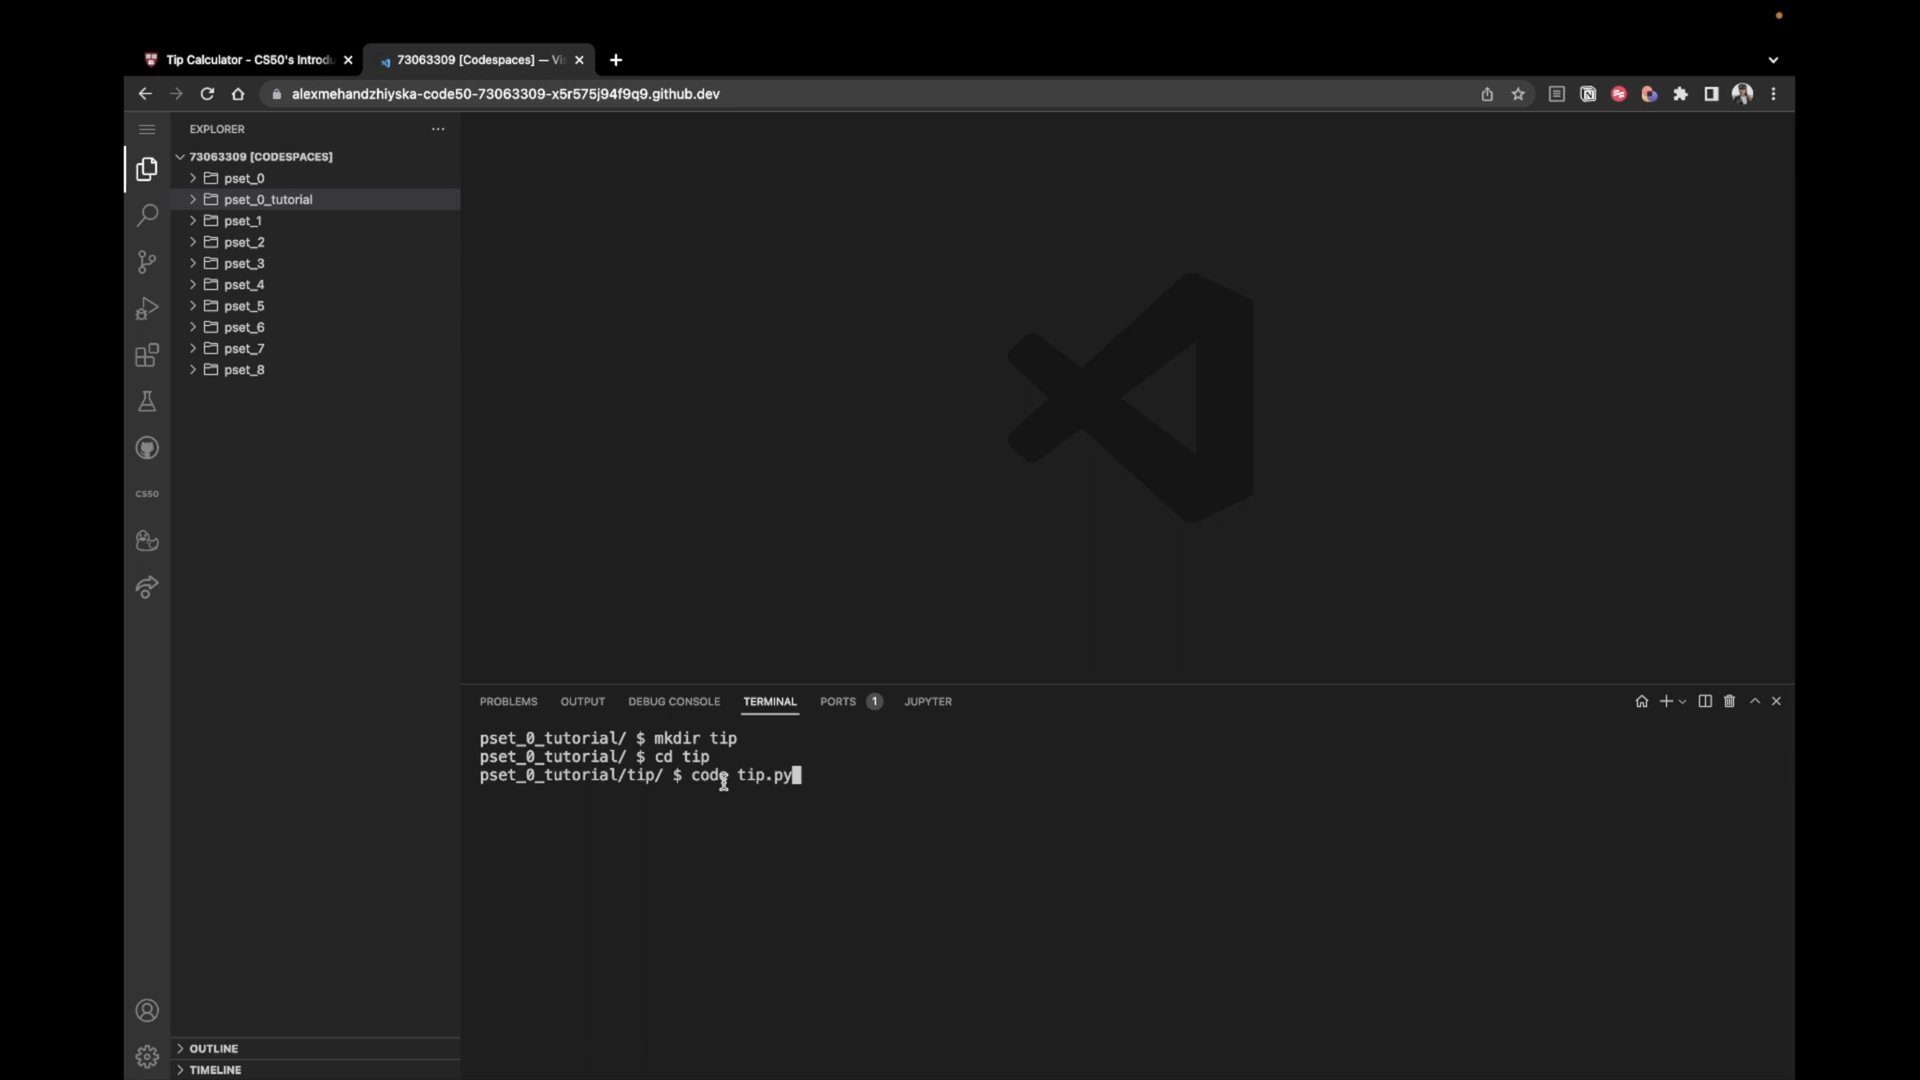 Tip Calculator - CS50's Introdu
73063309 [Codespaces] — Vi
alexmehandzhiyska-code50-73063309-x5r575j94f9q9.github.dev
EXPLORER
73063309 [CODESPACES]
pset_0
pset_0_tutorial
pset_1
pset_2
pset_3
pset_4
pset_5
pset_6
pset_7
pset_8
CS50
PROBLEMS OUTPUT DEBUG CONSOLE TERMINAL PORTS 1 JUPYTER
pset_0_tutorial/ $ mkdir tip
pset_0_tutorial/ $ cd tip
pset_0_tutorial/tip/ $ code tip.py
OUTLINE
TIMELINE